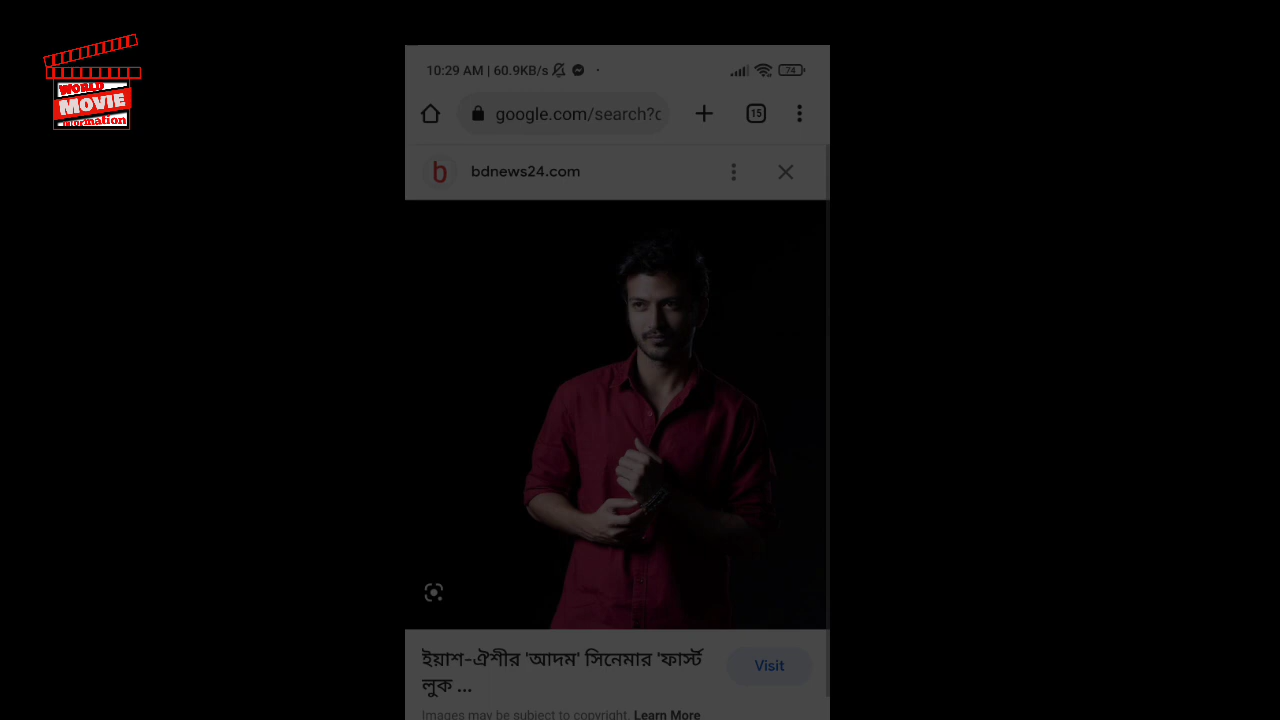 WORLD
MOVIE
Information
10:29 AM | 60.9KB/s
74
google.com/search?c
15
b bdnews24.com
ইয়াশ-ঐশীর 'আদম' সিনেমার 'ফার্স্ট
লুক ...
Visit
Images may be subject to copyright. Learn More